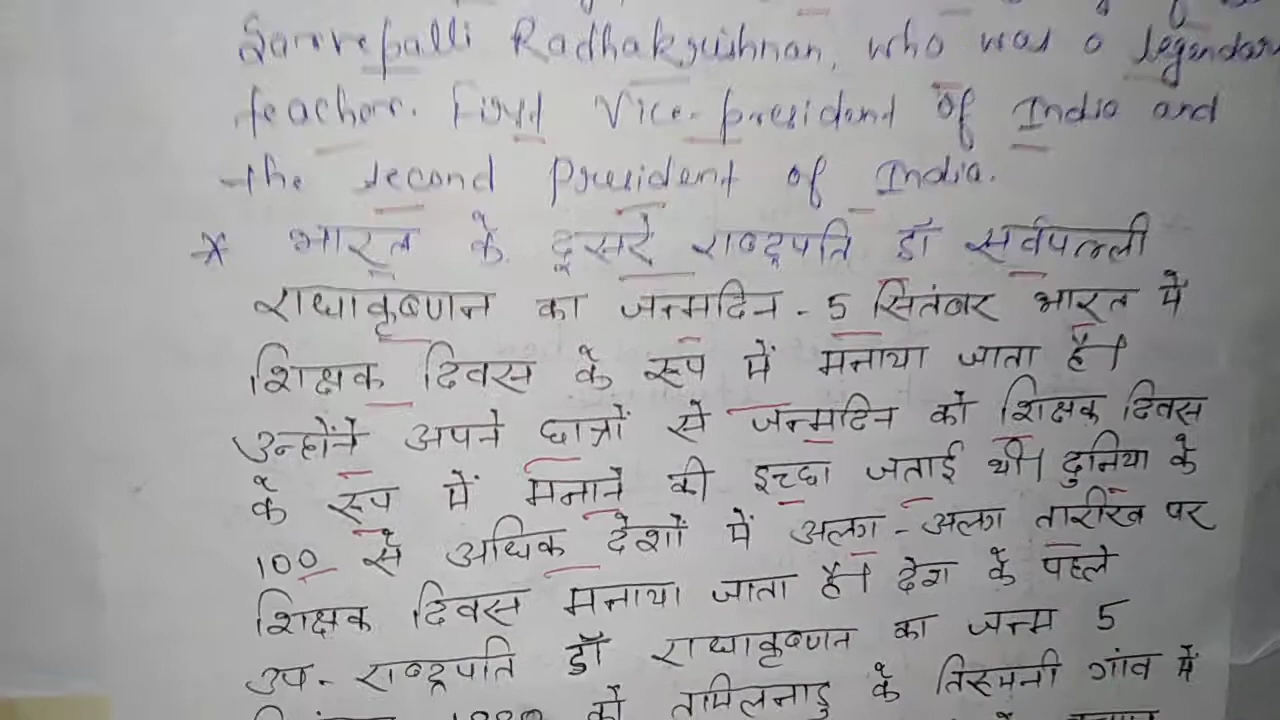 Sarvepalli Radhakrishnan, who was a legendary
teacher. First Vice-president of India and
the second President of India.
* भारत के दूसरे राष्ट्रपति डॉ सर्वपल्ली
राधाकृष्णन का जन्मदिन - 5 सितंबर भारत में
शिक्षक दिवस के रूप में मनाया जाता है।
उन्होंने अपने छात्रों से जन्मदिन को शिक्षक दिवस
के रूप में मनाने की इच्छा जताई थी। दुनिया के
100 से अधिक देशों में अलग-अलग तारीख पर
शिक्षक दिवस मनाया जाता है। देश के पहले
उप-राष्ट्रपति डॉ राधाकृष्णन का जन्म 5
को तामिलनाडु के तिरुमनी गांव में